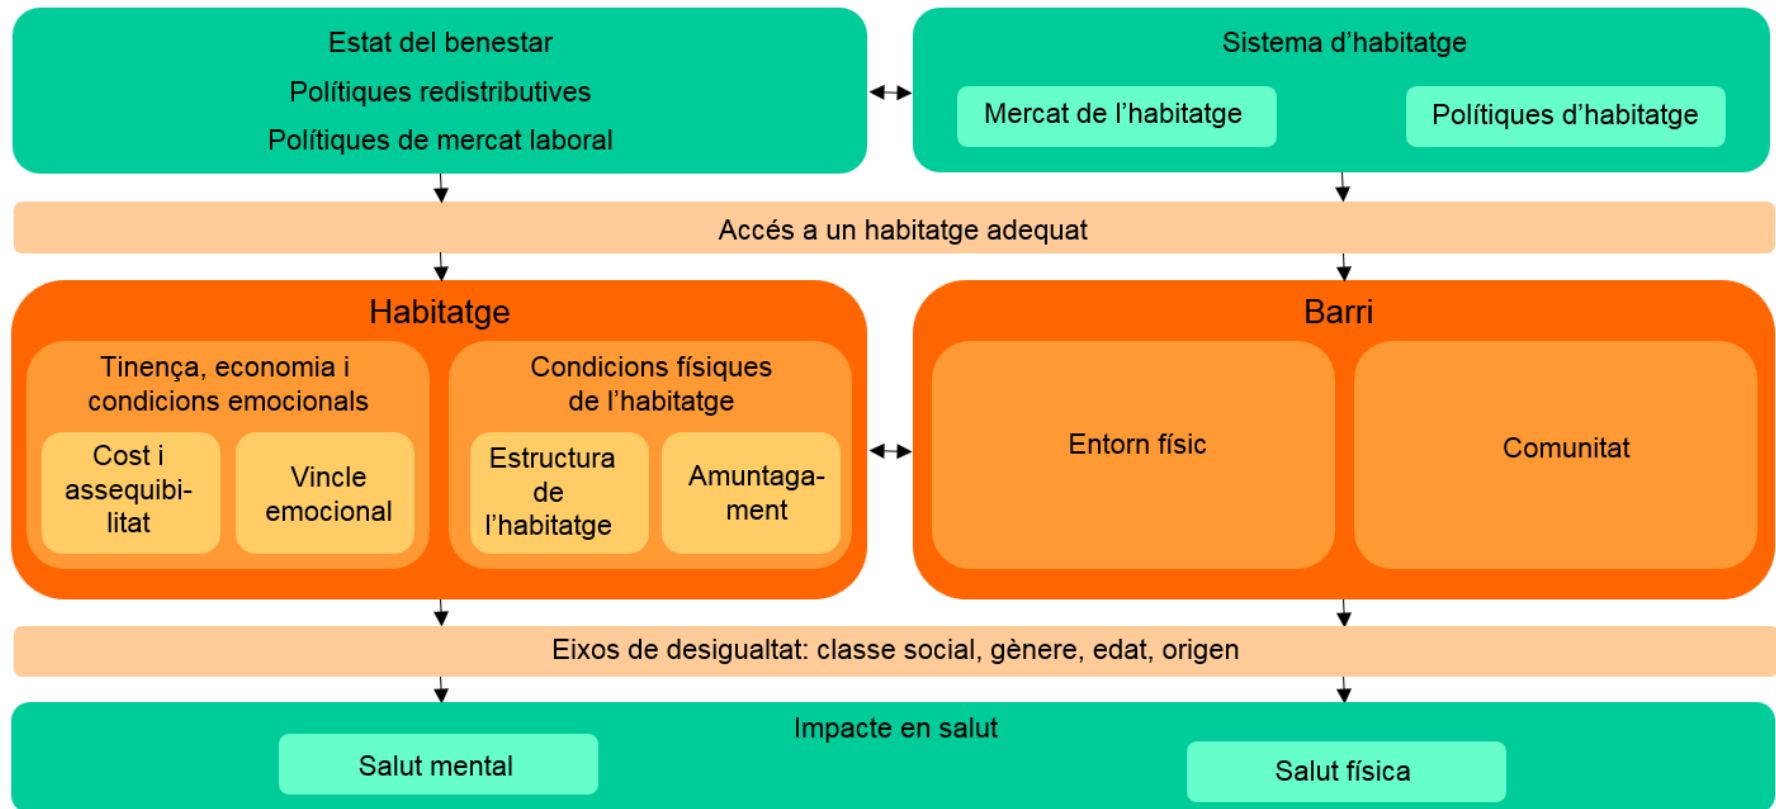 Estat del benestar
Polítiques redistributives
Polítiques de mercat laboral
Sistema d’habitatge
Mercat de l’habitatge
Polítiques d’habitatge
Accés a un habitatge adequat
Habitatge
Tinença, economia i
condicions emocionals
Cost i
assequibi-
litat
Vincle
emocional
Condicions físiques
de l’habitatge
Estructura
de
l’habitatge
Amuntaga-
ment
Barri
Entorn físic
Comunitat
Eixos de desigualtat: classe social, gènere, edat, origen
Impacte en salut
Salut mental
Salut física